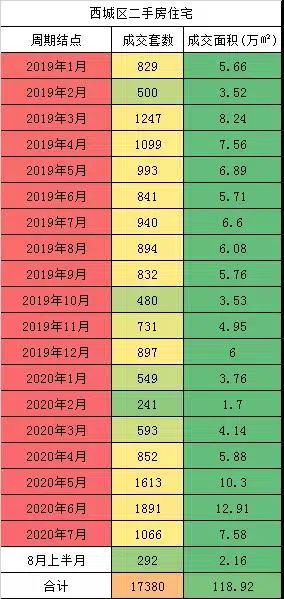 西城区二手房住宅
周期结点 成交套数 成交面积(万㎡)
2019年1月 829 5.66
2019年2月 500 3.52
2019年3月 1247 8.24
2019年4月 1099 7.56
2019年5月 993 6.89
2019年6月 841 5.71
2019年7月 940 6.6
2019年8月 894 6.08
2019年9月 832 5.76
2019年10月 480 3.53
2019年11月 731 4.95
2019年12月 897 6
2020年1月 549 3.76
2020年2月 241 1.7
2020年3月 593 4.14
2020年4月 852 5.88
2020年5月 1613 10.3
2020年6月 1891 12.91
2020年7月 1066 7.58
8月上半月 292 2.16
合计 17380 118.92